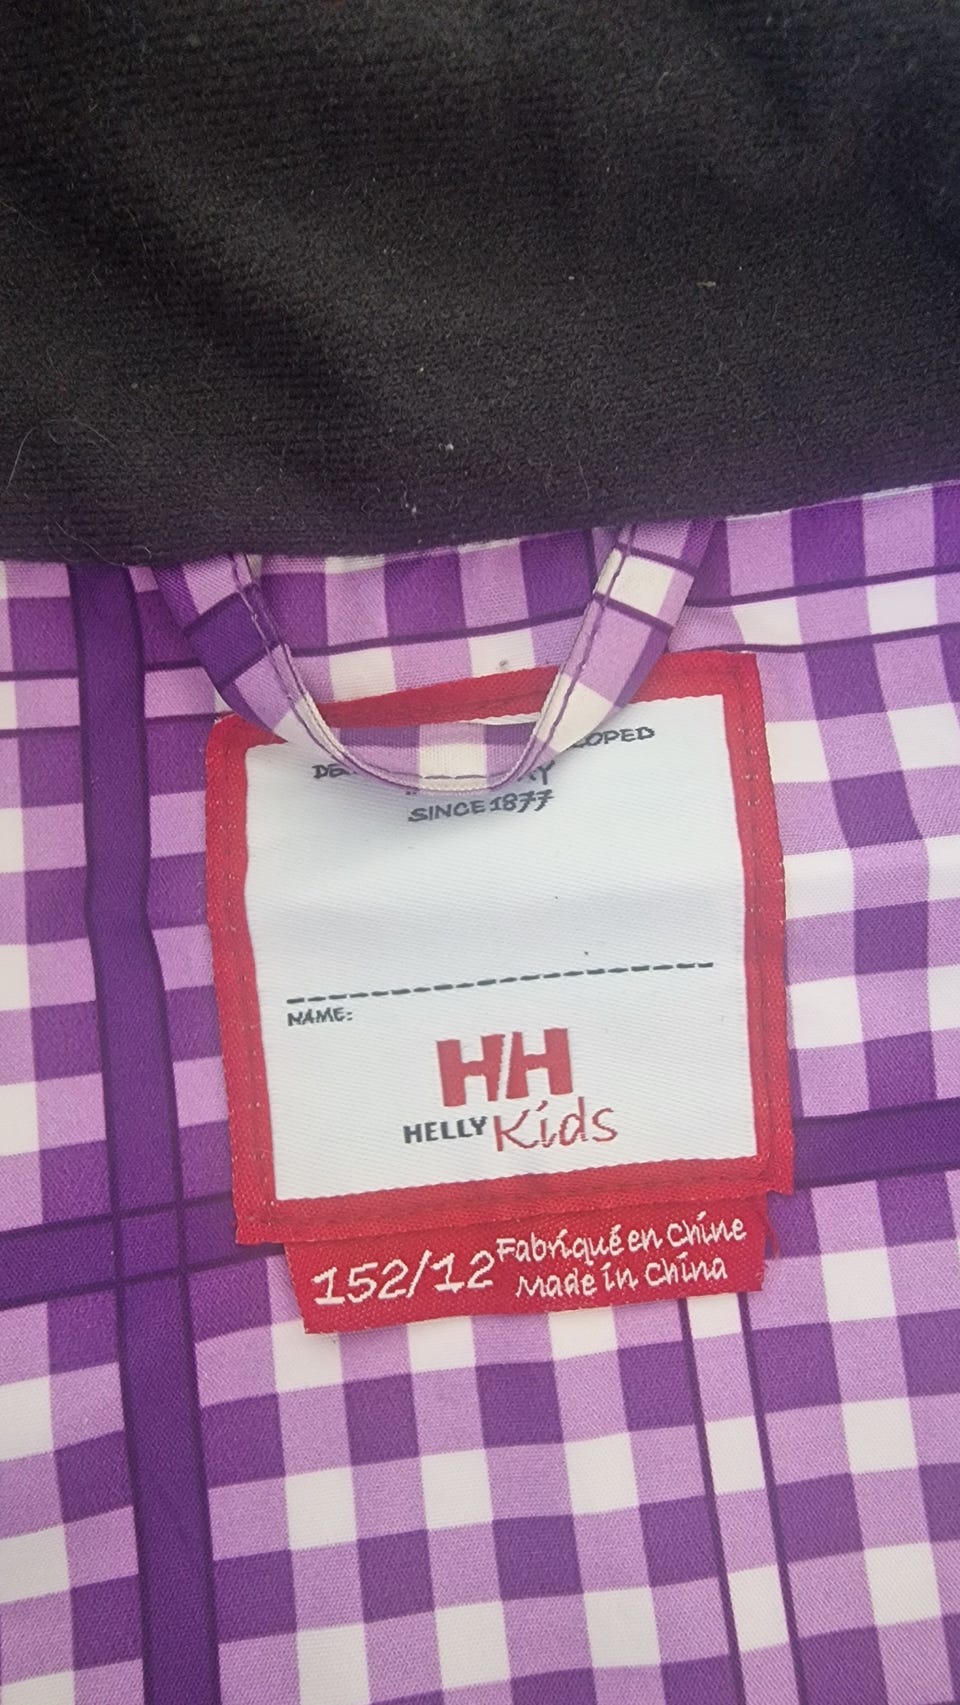 SINCE 1877
NAME:
HH
HELLY Kids
152/12 Fabriqué en Chine
Made in China